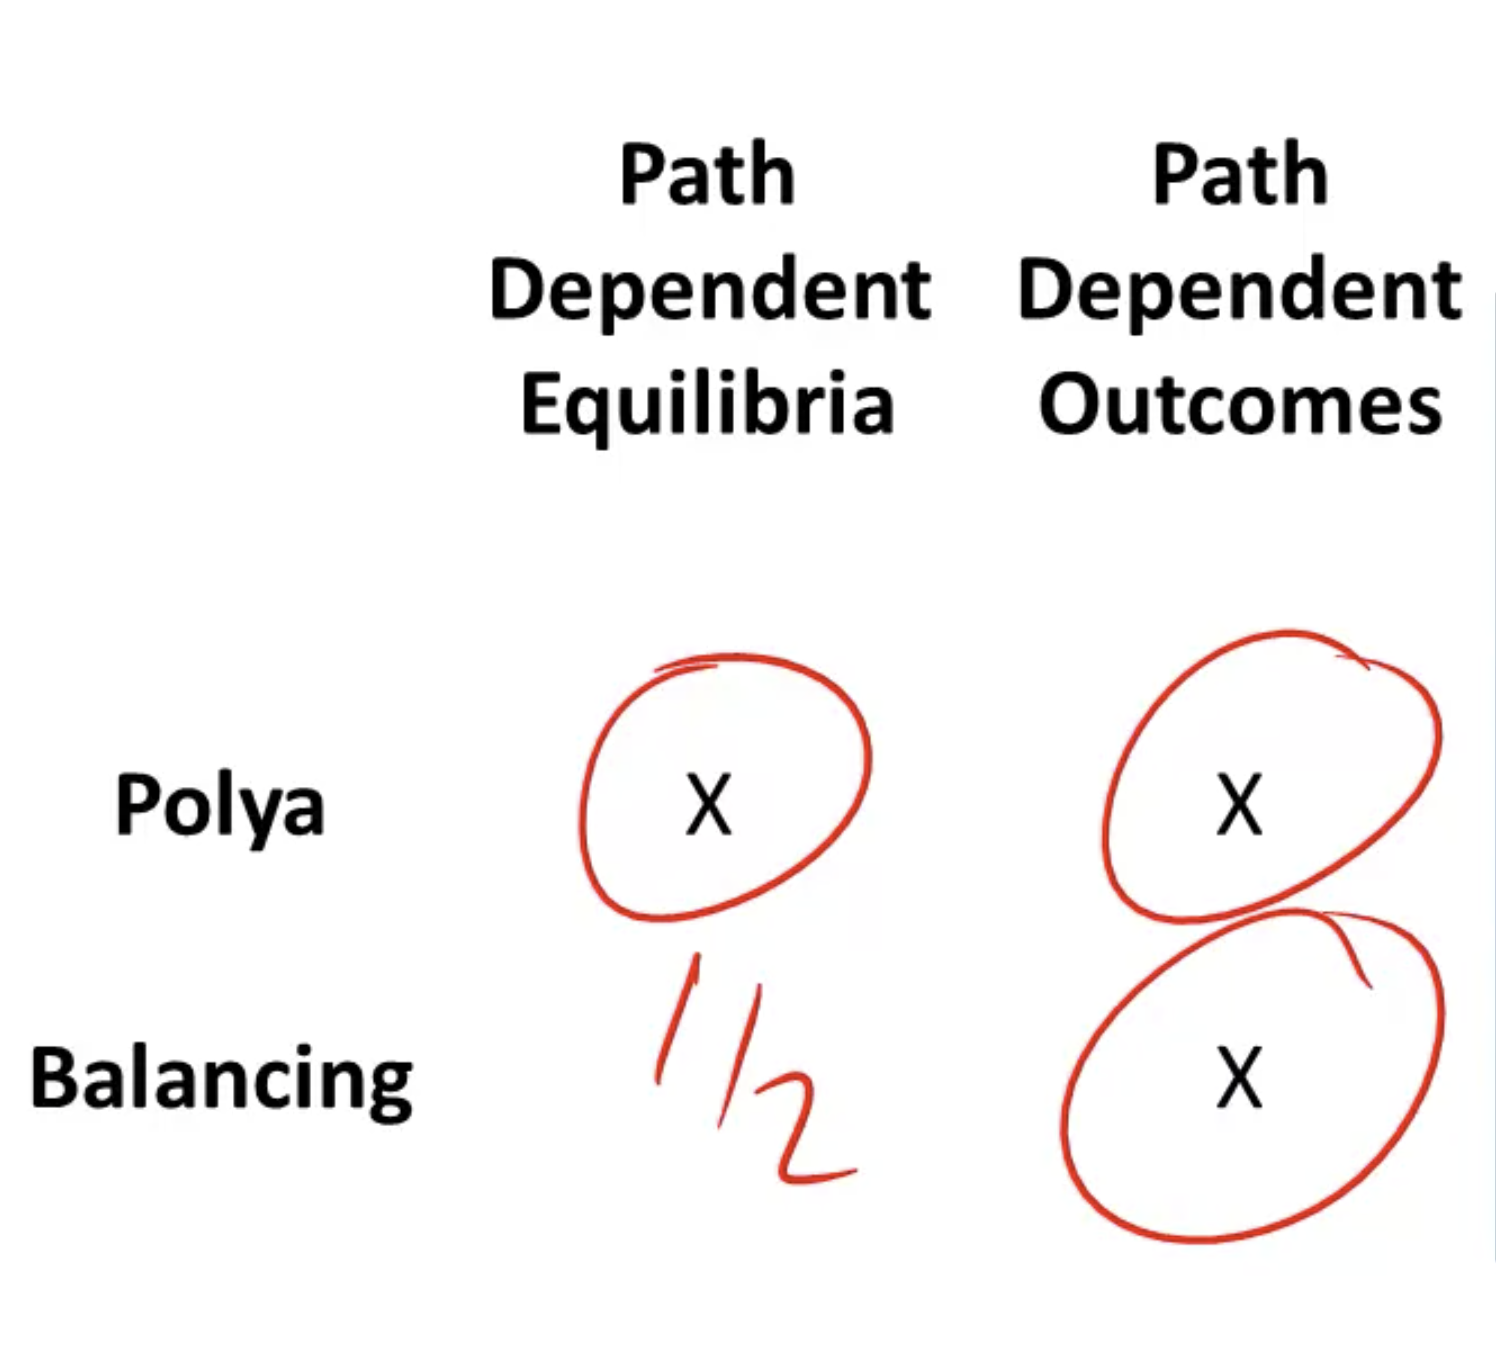 Path Path
Dependent Dependent
Equilibria Outcomes
Polya X X
1/2
Balancing X